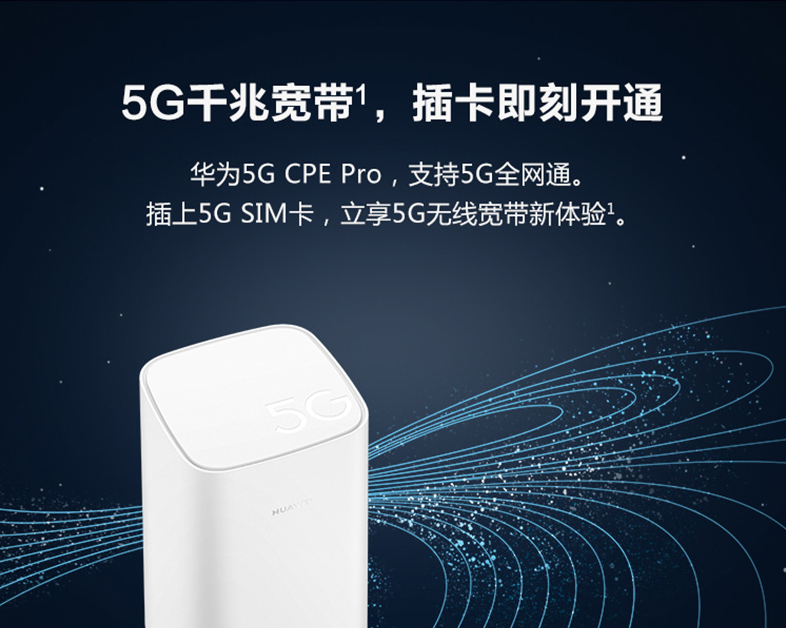 5G千兆宽带¹，插卡即刻开通
华为5G CPE Pro，支持5G全网通。
插上5G SIM卡，立享5G无线宽带新体验¹。
5G
HUAWEI